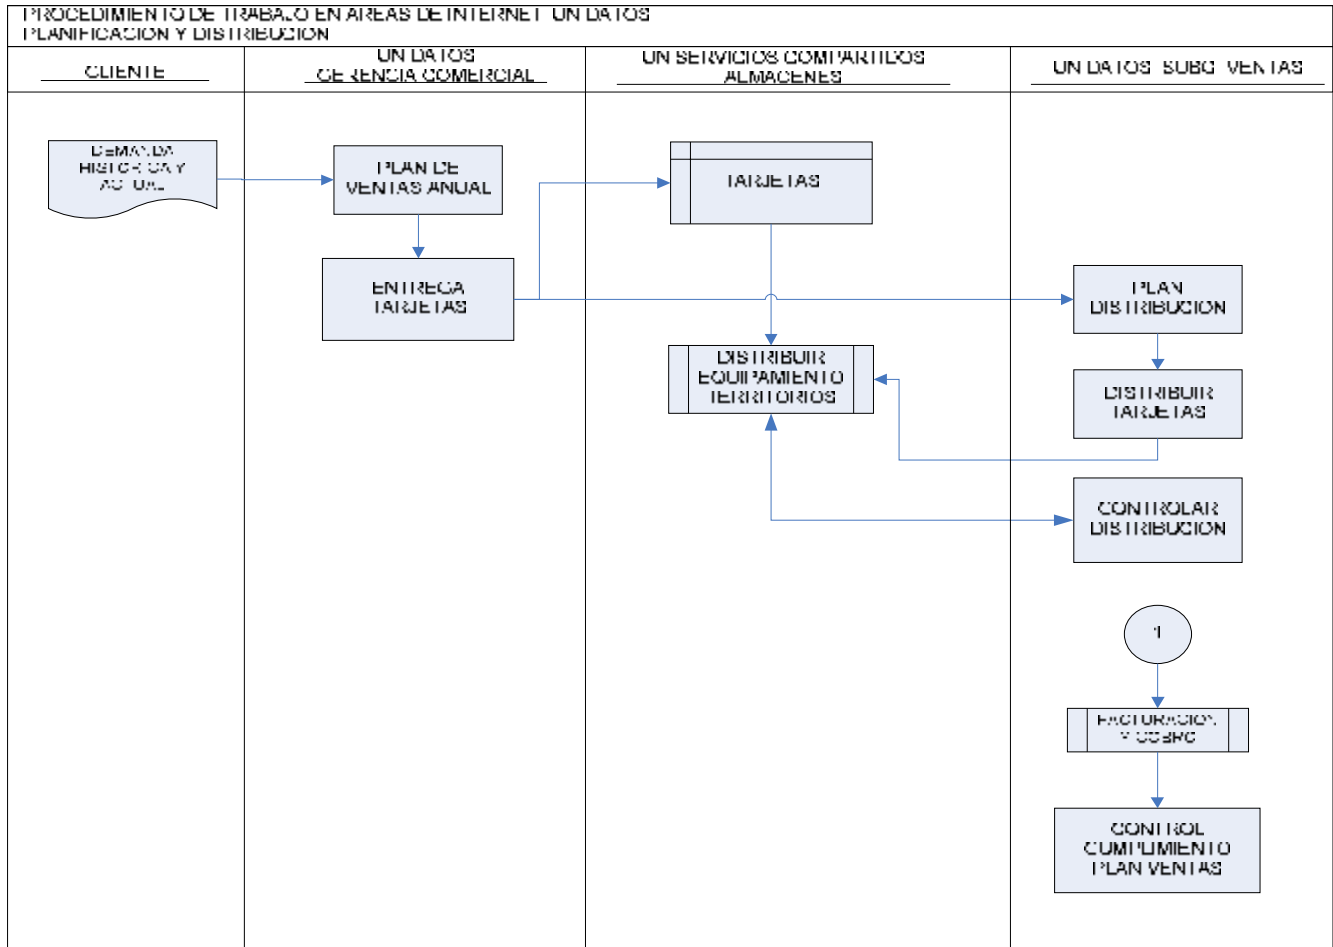 PROCEDIMIENTO DE TRABAJO EN AREAS DE INTERNET UN DATOS
PLANIFICACION Y DISTRIBUCION
CLIENTE
UN DATOS
GERENCIA COMERCIAL
UN SERVICIOS COMPARTIDOS
ALMACENES
UN DATOS SUBG VENTAS
DEMANDA
HISTORICA Y
ACTUAL
PLAN DE
VENTAS ANUAL
TARJETAS
ENTREGA
TARJETAS
PLAN
DISTRIBUCION
DISTRIBUIR
EQUIPAMIENTO
TERRITORIOS
DISTRIBUIR
TARJETAS
CONTROLAR
DISTRIBUCION
1
FACTURACION
Y COBRO
CONTROL
CUMPLIMIENTO
PLAN VENTAS